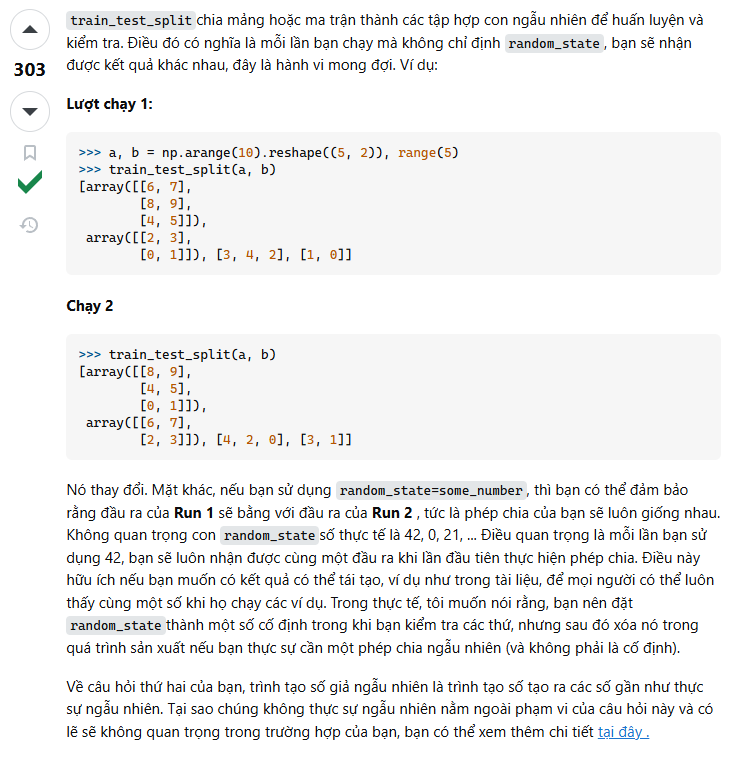 train_test_split chia mảng hoặc ma trận thành các tập hợp con ngẫu nhiên để huấn luyện và
kiểm tra. Điều đó có nghĩa là mỗi lần bạn chạy mà không chỉ định random_state, bạn sẽ nhận
303
được kết quả khác nhau, đây là hành vi mong đợi. Ví dụ:
Lượt chạy 1:
>>> a, b = np.arange(10).reshape((5, 2)), range(5)
>>> train_test_split(a, b)
[array([[6, 7],
        [8, 9],
        [4, 5]]),
 array([[2, 3],
        [0, 1]]), [3, 4, 2], [1, 0]]
Chạy 2
>>> train_test_split(a, b)
[array([[8, 9],
        [4, 5],
        [0, 1]]),
 array([[6, 7],
        [2, 3]]), [4, 2, 0], [3, 1]]
Nó thay đổi. Mặt khác, nếu bạn sử dụng random_state=some_number, thì bạn có thể đảm bảo
rằng đầu ra của Run 1 sẽ bằng với đầu ra của Run 2 , tức là phép chia của bạn sẽ luôn giống nhau.
Không quan trọng con random_state số thực tế là 42, 0, 21, ... Điều quan trọng là mỗi lần bạn sử
dụng 42, bạn sẽ luôn nhận được cùng một đầu ra khi lần đầu tiên thực hiện phép chia. Điều này
hữu ích nếu bạn muốn có kết quả có thể tái tạo, ví dụ như trong tài liệu, để mọi người có thể luôn
thấy cùng một số khi họ chạy các ví dụ. Trong thực tế, tôi muốn nói rằng, bạn nên đặt
random_state thành một số cố định trong khi bạn kiểm tra các thứ, nhưng sau đó xóa nó trong
quá trình sản xuất nếu bạn thực sự cần một phép chia ngẫu nhiên (và không phải là cố định).
Về câu hỏi thứ hai của bạn, trình tạo số giả ngẫu nhiên là trình tạo số tạo ra các số gần như thực
sự ngẫu nhiên. Tại sao chúng không thực sự ngẫu nhiên nằm ngoài phạm vi của câu hỏi này và có
lẽ sẽ không quan trọng trong trường hợp của bạn, bạn có thể xem thêm chi tiết tại đây .